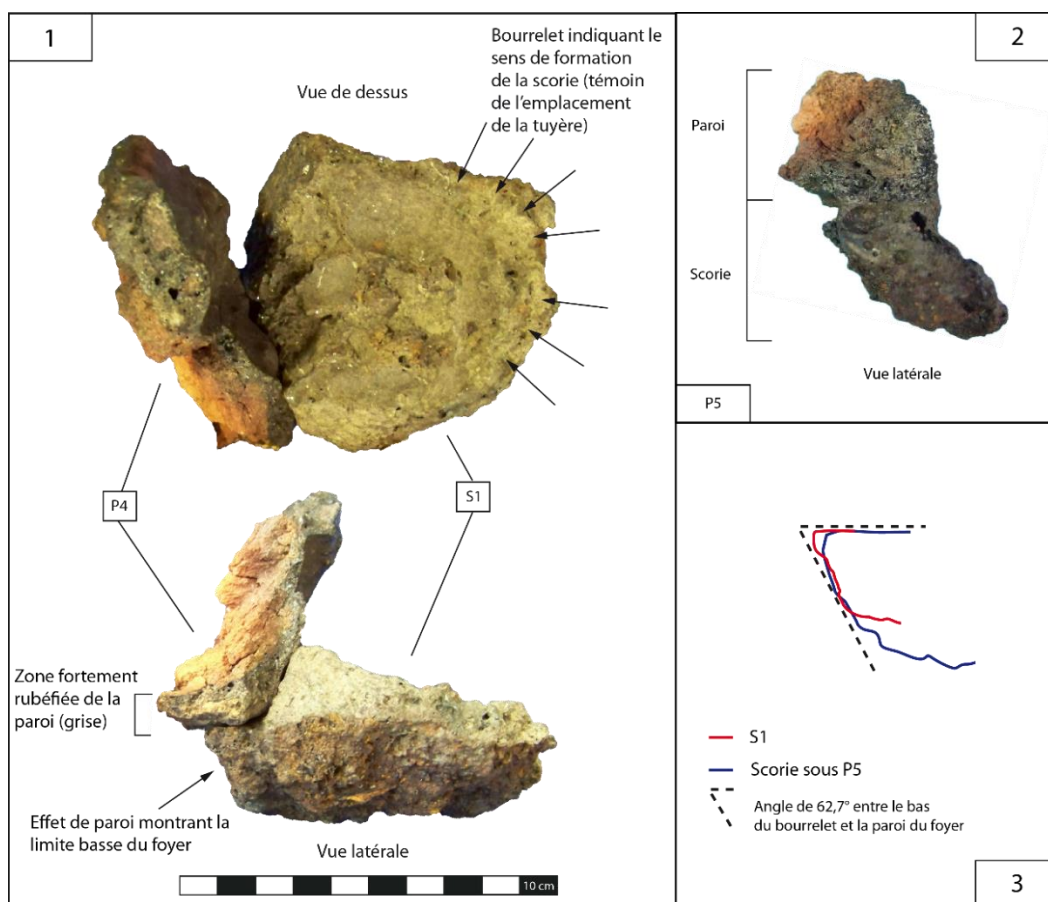 1
Vue de dessus
Bourrelet indiquant le
sens de formation
de la scorie (témoin
de l'emplacement
de la tuyère)
P4
S1
Zone fortement
rubéfiée de la
paroi (grise)
Effet de paroi montrant la
limite basse du foyer
Vue latérale
10 cm
2
Paroi
Scorie
Vue latérale
P5
S1
Scorie sous P5
Angle de 62,7° entre le bas
du bourrelet et la paroi du foyer
3